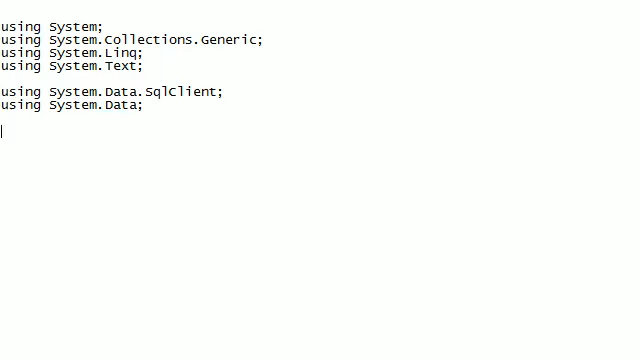 using System;
using System.Collections.Generic;
using System.Linq;
using System.Text;
using System.Data.SqlClient;
using System.Data;